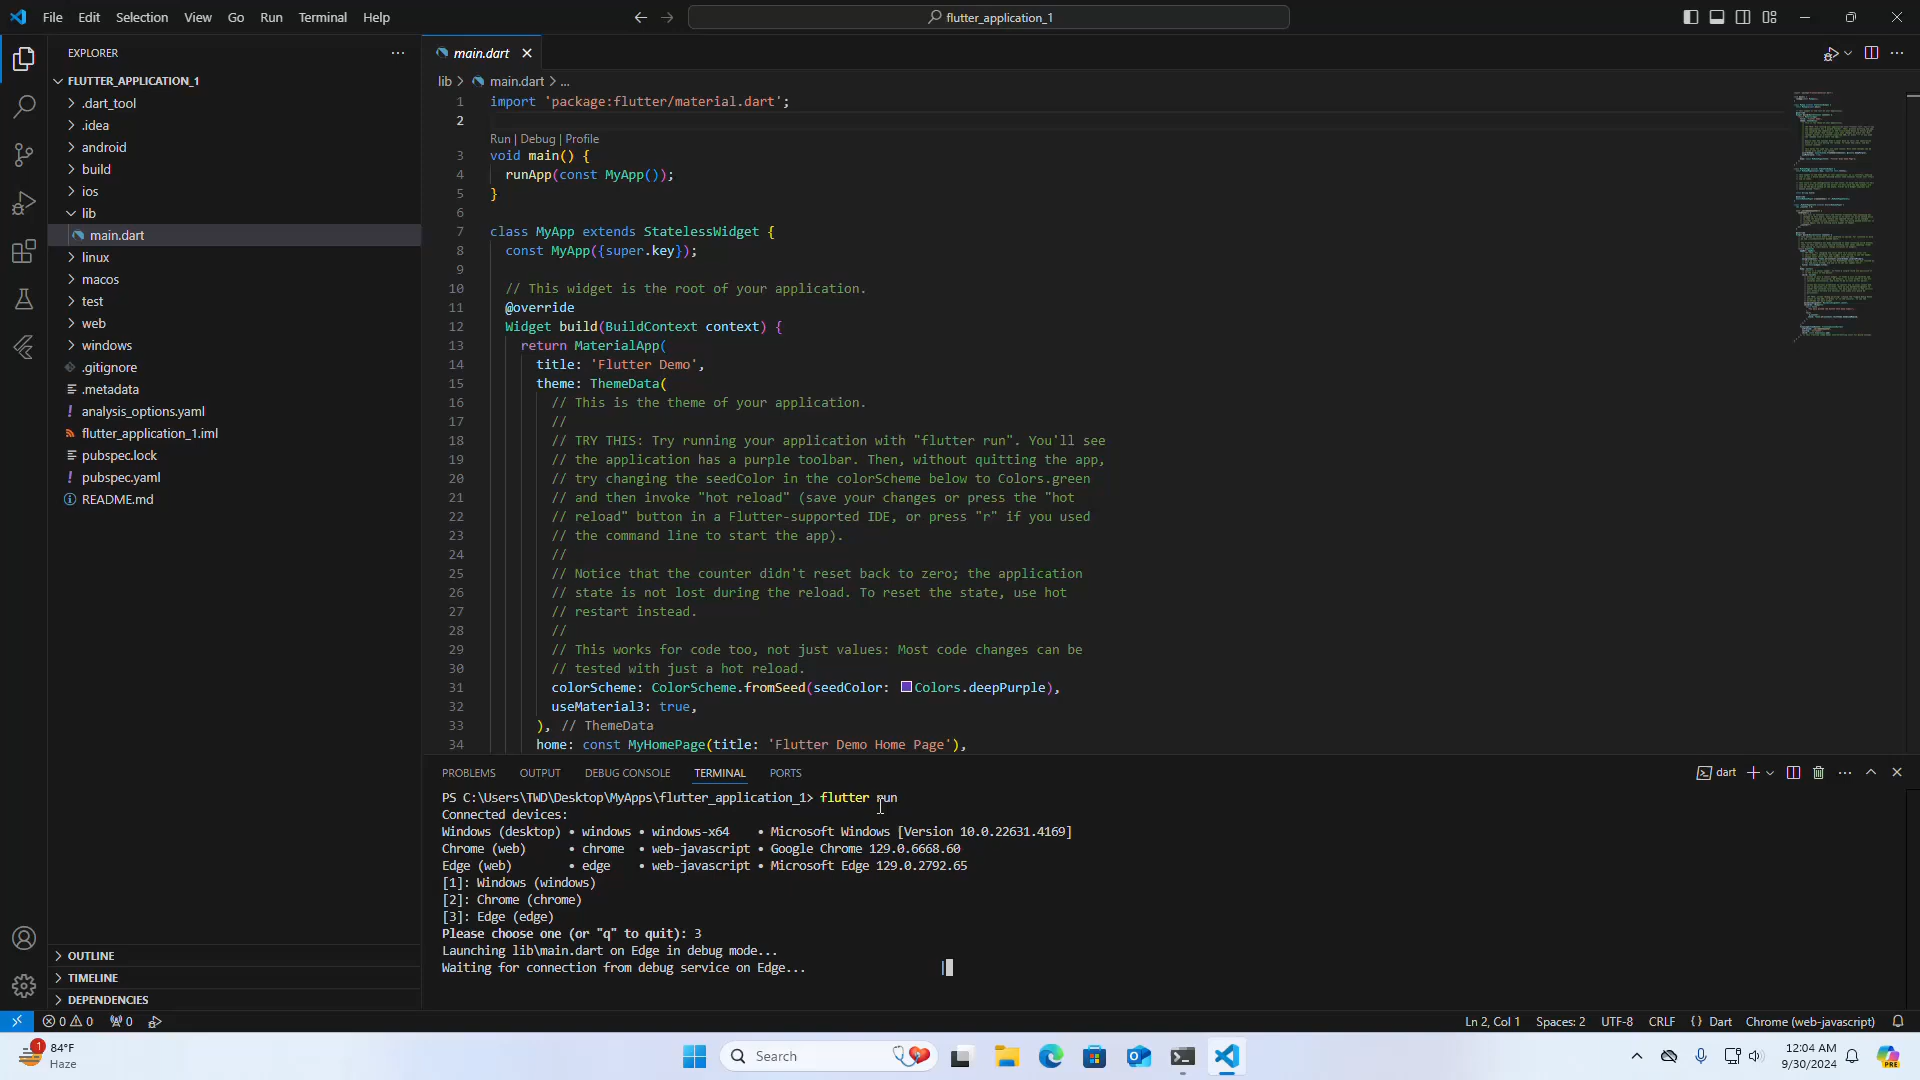 File Edit Selection View Go Run Terminal Help
flutter_application_1
EXPLORER
FLUTTER_APPLICATION_1
.dart_tool
.idea
android
build
ios
lib
main.dart
linux
macos
test
web
windows
.gitignore
.metadata
analysis_options.yaml
flutter_application_1.iml
pubspec.lock
pubspec.yaml
README.md
OUTLINE
TIMELINE
DEPENDENCIES
main.dart
lib > main.dart > ...
1 import 'package:flutter/material.dart';
2
Run | Debug | Profile
3 void main() {
4 runApp(const MyApp());
5 }
6
7 class MyApp extends StatelessWidget {
8 const MyApp({super.key});
9
10 // This widget is the root of your application.
11 @override
12 Widget build(BuildContext context) {
13 return MaterialApp(
14 title: 'Flutter Demo',
15 theme: ThemeData(
16 // This is the theme of your application.
17 //
18 // TRY THIS: Try running your application with "flutter run". You'll see
19 // the application has a purple toolbar. Then, without quitting the app,
20 // try changing the seedColor in the colorScheme below to Colors.green
21 // and then invoke "hot reload" (save your changes or press the "hot
22 // reload" button in a Flutter-supported IDE, or press "r" if you used
23 // the command line to start the app).
24 //
25 // Notice that the counter didn't reset back to zero; the application
26 // state is not lost during the reload. To reset the state, use hot
27 // restart instead.
28 //
29 // This works for code too, not just values: Most code changes can be
30 // tested with just a hot reload.
31 colorScheme: ColorScheme.fromSeed(seedColor: Colors.deepPurple),
32 useMaterial3: true,
33 ), // ThemeData
34 home: const MyHomePage(title: 'Flutter Demo Home Page'),
PROBLEMS OUTPUT DEBUG CONSOLE TERMINAL PORTS
dart
PS C:\Users\TWD\Desktop\MyApps\flutter_application_1> flutter run
Connected devices:
Windows (desktop) • windows • windows-x64 • Microsoft Windows [Version 10.0.22631.4169]
Chrome (web) • chrome • web-javascript • Google Chrome 129.0.6668.60
Edge (web) • edge • web-javascript • Microsoft Edge 129.0.2792.65
[1]: Windows (windows)
[2]: Chrome (chrome)
[3]: Edge (edge)
Please choose one (or "q" to quit): 3
Launching lib\main.dart on Edge in debug mode...
Waiting for connection from debug service on Edge... |
0 0 0
Ln 2, Col 1 Spaces: 2 UTF-8 CRLF {} Dart Chrome (web-javascript)
1
84°F
Haze
Search
12:04 AM
9/30/2024
PRE